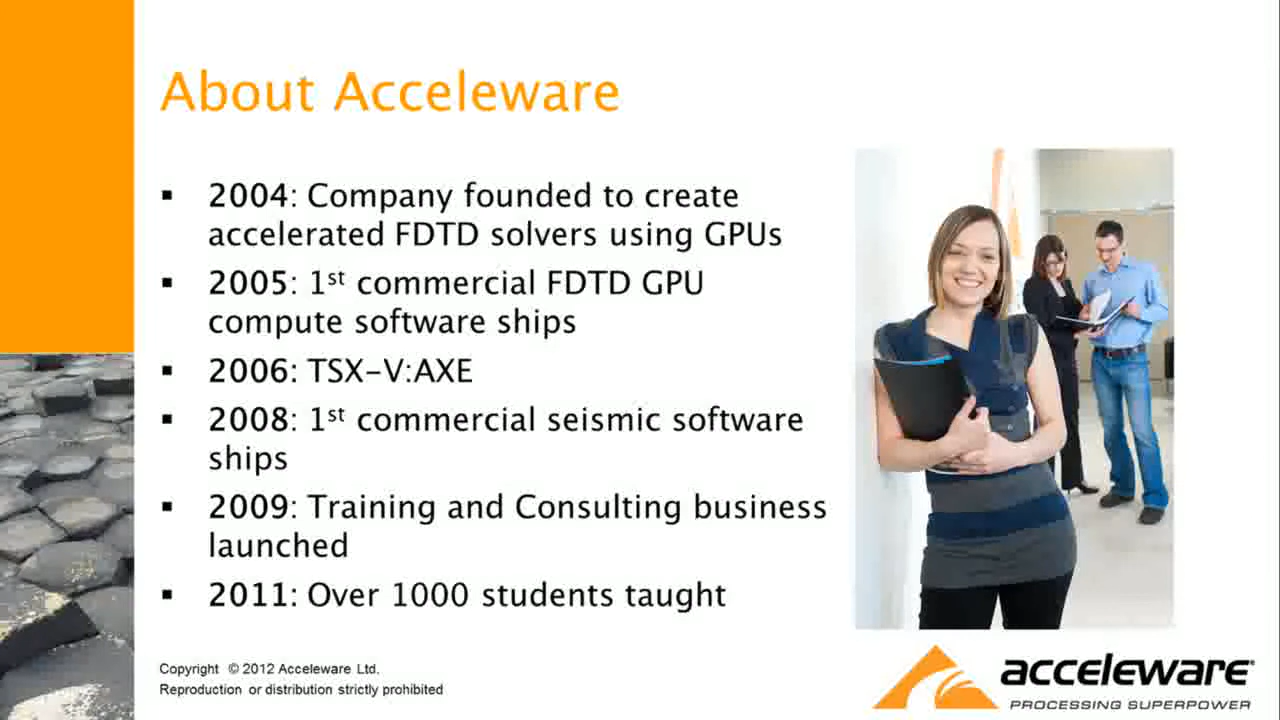 About Acceleware
▪ 2004: Company founded to create
accelerated FDTD solvers using GPUs
▪ 2005: 1st commercial FDTD GPU
compute software ships
▪ 2006: TSX–V:AXE
▪ 2008: 1st commercial seismic software
ships
▪ 2009: Training and Consulting business
launched
▪ 2011: Over 1000 students taught
Copyright © 2012 Acceleware Ltd.
Reproduction or distribution strictly prohibited
acceleware®
PROCESSING SUPERPOWER